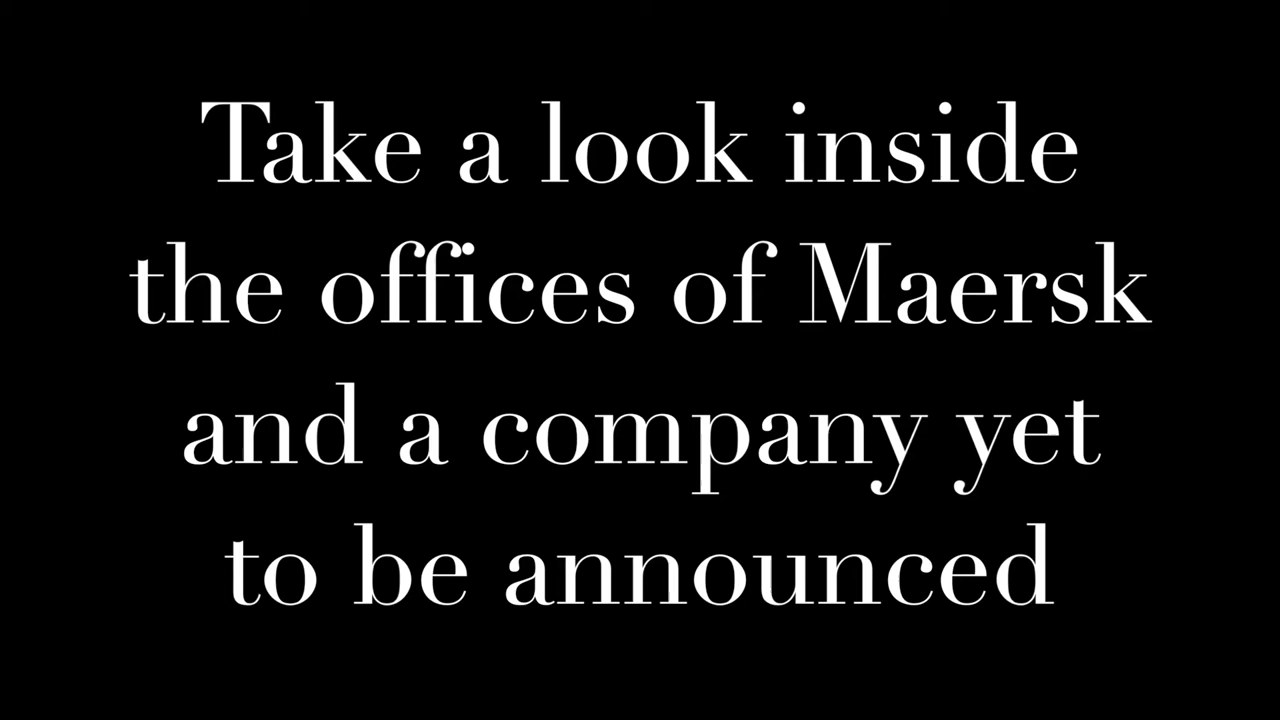 Take a look inside
the offices of Maersk
and a company yet
to be announced